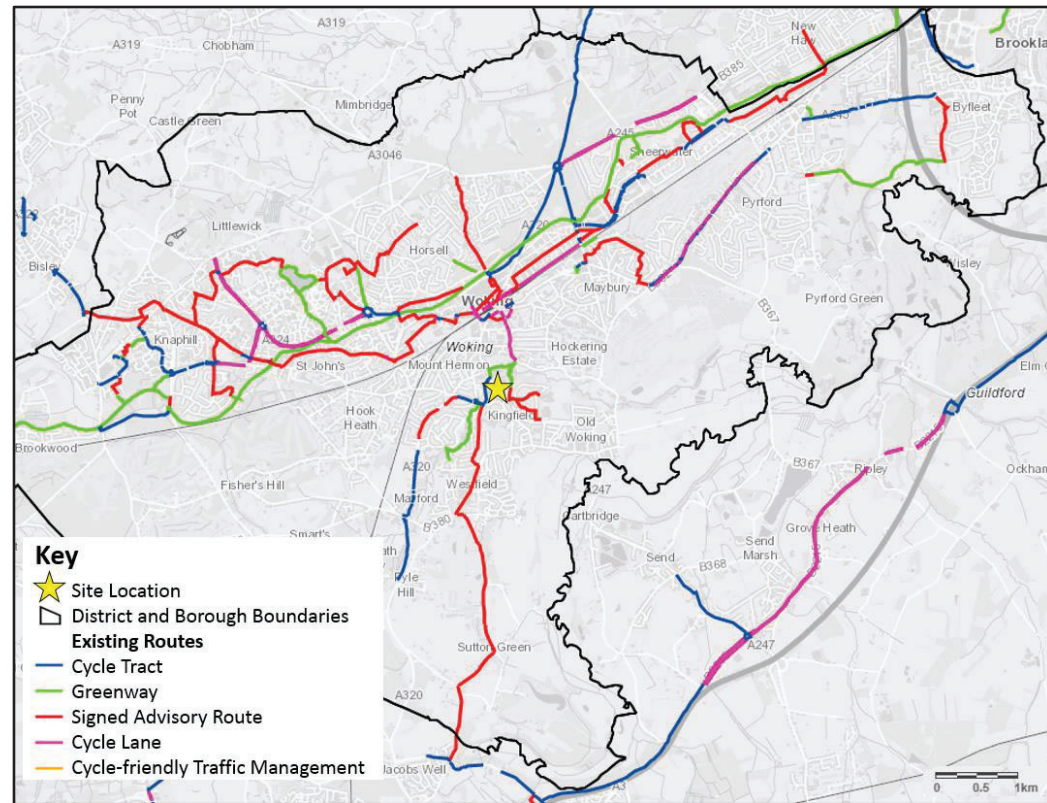 A319
A319
Chobham
New
Haw
Brookla
B385
Penny
Pot
Mimbridge
Castle Green
A245
A245
Byfleet
Sheerwater
A3046
Pyrford
Littlewick
A320
Horsell
Bisley
Wisley
Maybury
Woking
Pyrford Green
B367
Knaphill
A324
Woking
Hockering
Estate
St John's
Mount Hermon
Elm C
Guildford
Kingfield
Hook
Heath
Old
Woking
Brookwood
B367
Ripley
Ockham
A320
Fisher's Hill
Westfield
A247
Mayford
Cartbridge
B380
Smart's
Grove Heath
Send
Send
Marsh
B368
Pyle
Hill
A247
Sutton Green
A320
Jacobs Well
A3
Key
Site Location
District and Borough Boundaries
Existing Routes
Cycle Tract
Greenway
Signed Advisory Route
Cycle Lane
Cycle-friendly Traffic Management
0 0.5 1km